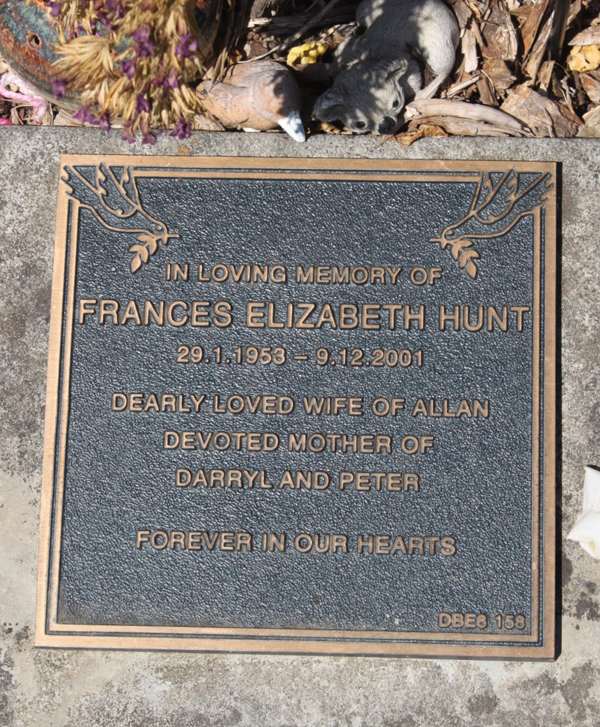 IN LOVING MEMORY OF
FRANCES ELIZABETH HUNT
29.1.1953 – 9.12.2001
DEARLY LOVED WIFE OF ALLAN
DEVOTED MOTHER OF
DARRYL AND PETER
FOREVER IN OUR HEARTS
DBE6 158